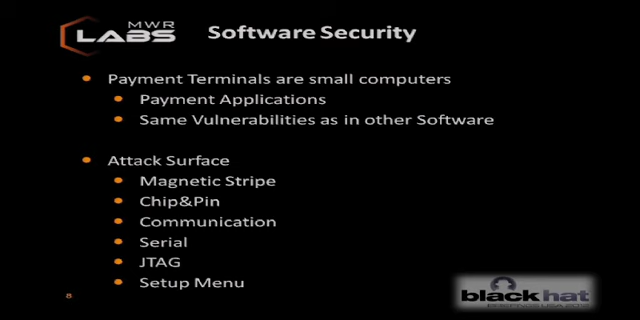 MWR
LABS
Software Security
Payment Terminals are small computers
Payment Applications
Same Vulnerabilities as in other Software
Attack Surface
Magnetic Stripe
Chip&Pin
Communication
Serial
JTAG
Setup Menu
8
black hat